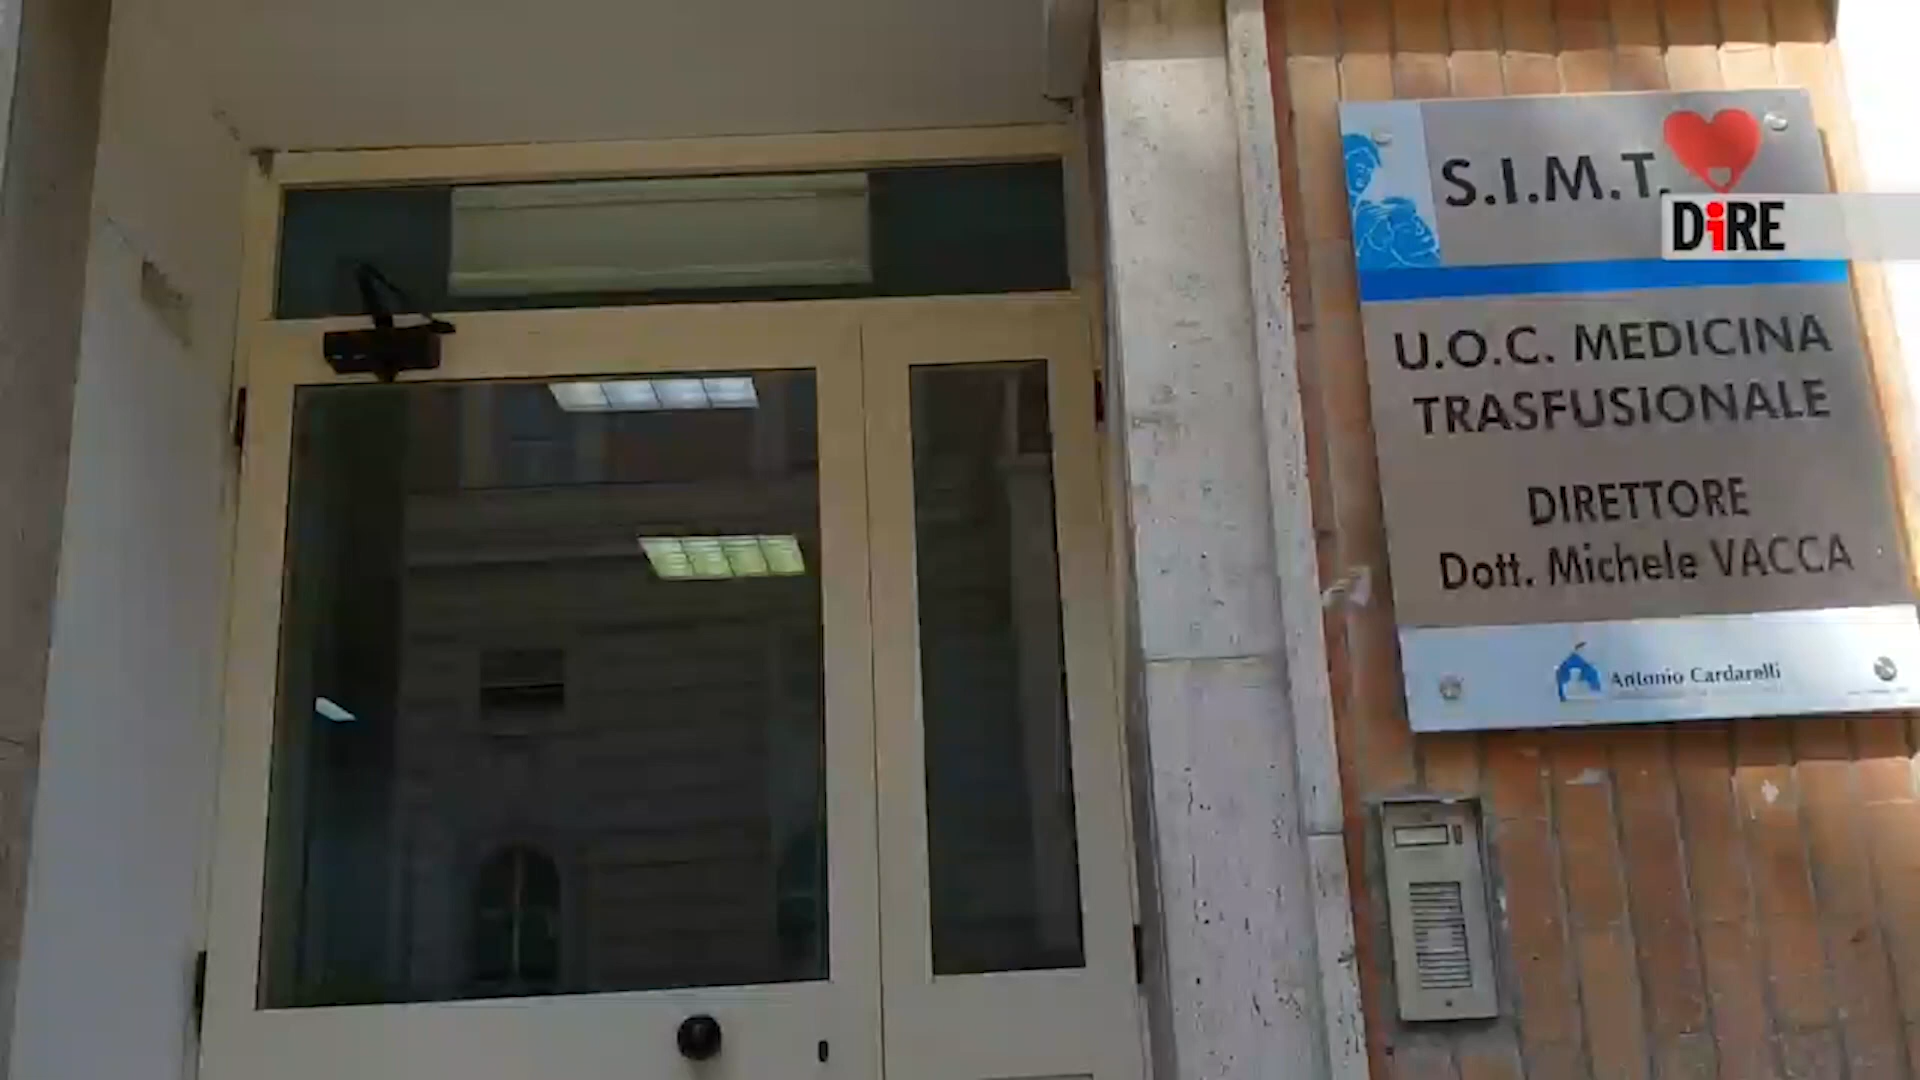 S.I.M.T.
DiRE
U.O.C. MEDICINA
TRASFUSIONALE
DIRETTORE
Dott. Michele VACCA
Antonio Cardarelli